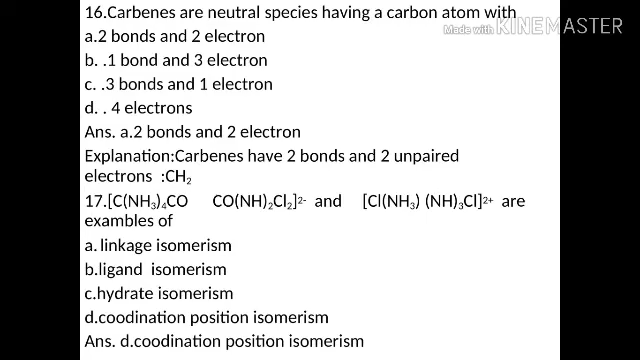 16.Carbenes are neutral species having a carbon atom with
Made with KINEMASTER
a.2 bonds and 2 electron
b. .1 bond and 3 electron
c. .3 bonds and 1 electron
d. . 4 electrons
Ans. a.2 bonds and 2 electron
Explanation:Carbenes have 2 bonds and 2 unpaired
electrons :CH₂
17.[C(NH₃)₄CO CO(NH)₂Cl₂]²⁻ and [Cl(NH₃) (NH)₃Cl]²⁺ are
examples of
a. linkage isomerism
b.ligand isomerism
c.hydrate isomerism
d.coodination position isomerism
Ans. d.coodination position isomerism